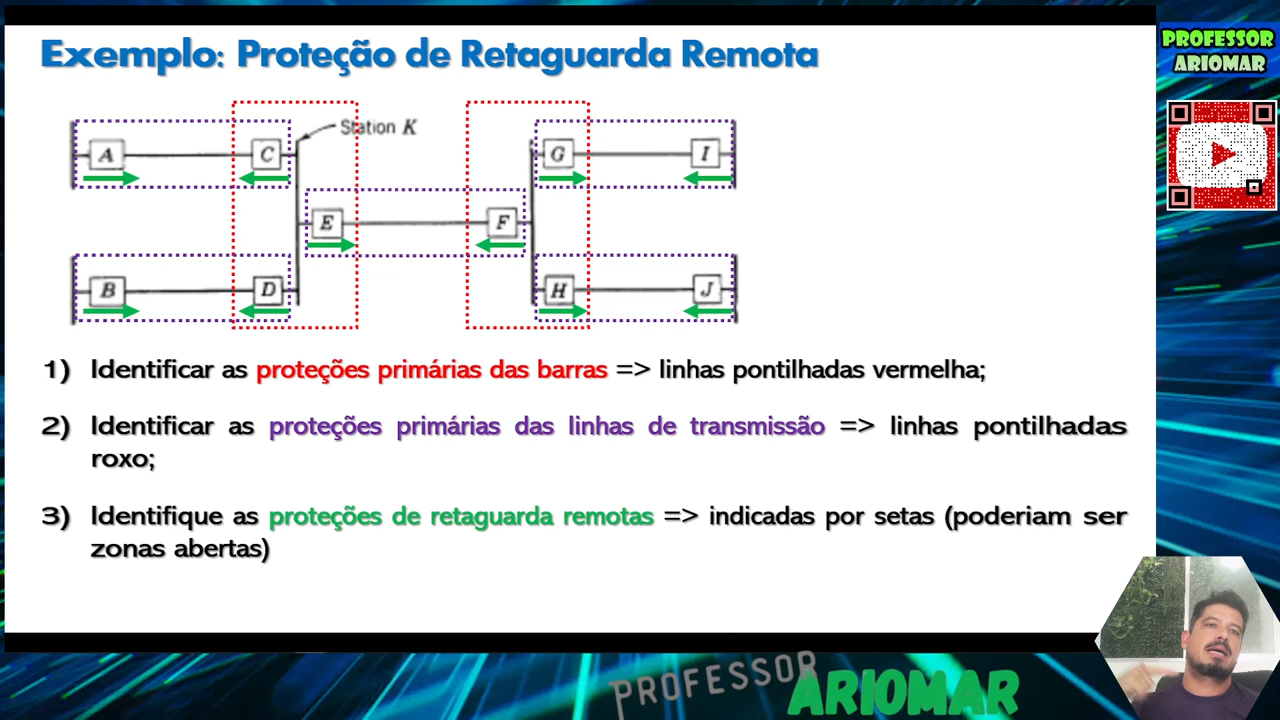 Exemplo: Proteção de Retaguarda Remota
PROFESSOR
ARIOMAR
Station K
A
C
G
I
E
F
B
D
H
J
1) Identificar as proteções primárias das barras => linhas pontilhadas vermelha;
2) Identificar as proteções primárias das linhas de transmissão => linhas pontilhadas
roxo;
3) Identifique as proteções de retaguarda remotas => indicadas por setas (poderiam ser
zonas abertas)
PROFESSOR
ARIOMAR